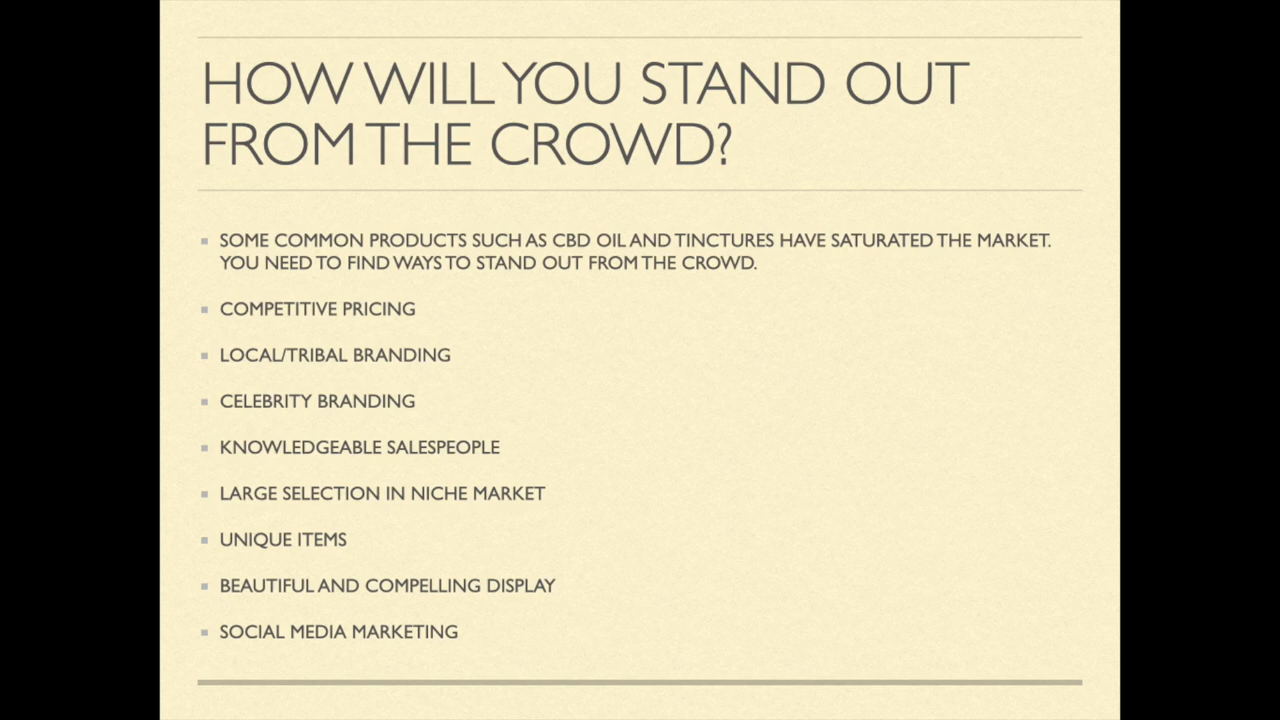 HOW WILL YOU STAND OUT
FROM THE CROWD?
SOME COMMON PRODUCTS SUCH AS CBD OIL AND TINCTURES HAVE SATURATED THE MARKET.
YOU NEED TO FIND WAYS TO STAND OUT FROM THE CROWD.
COMPETITIVE PRICING
LOCAL/TRIBAL BRANDING
CELEBRITY BRANDING
KNOWLEDGEABLE SALESPEOPLE
LARGE SELECTION IN NICHE MARKET
UNIQUE ITEMS
BEAUTIFUL AND COMPELLING DISPLAY
SOCIAL MEDIA MARKETING